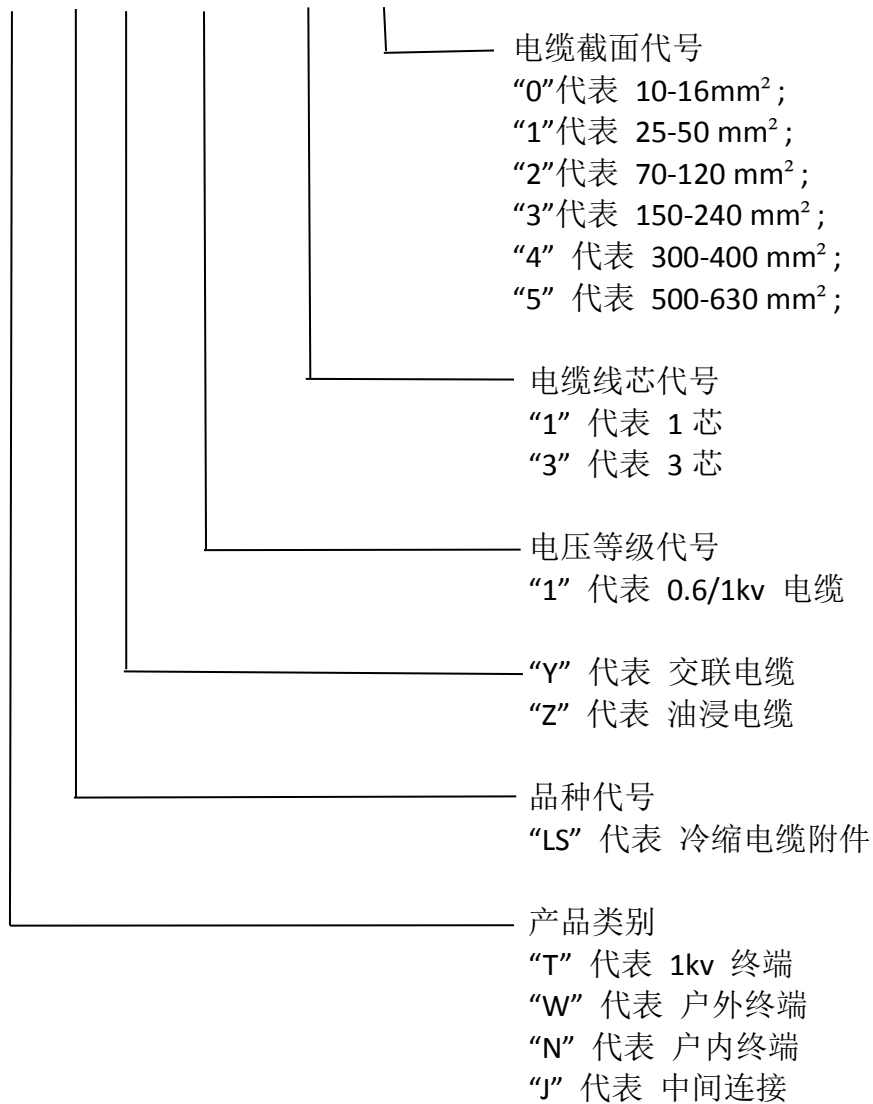 电缆截面代号
“0”代表 10-16mm²;
“1”代表 25-50 mm²;
“2”代表 70-120 mm²;
“3”代表 150-240 mm²;
“4” 代表 300-400 mm²;
“5” 代表 500-630 mm²;
电缆线芯代号
“1” 代表 1 芯
“3” 代表 3 芯
电压等级代号
“1” 代表 0.6/1kv 电缆
“Y” 代表 交联电缆
“Z” 代表 油浸电缆
品种代号
“LS” 代表 冷缩电缆附件
产品类别
“T” 代表 1kv 终端
“W” 代表 户外终端
“N” 代表 户内终端
“J” 代表 中间连接